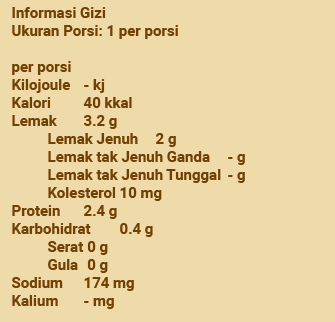 Informasi Gizi
Ukuran Porsi: 1 per porsi
per porsi
Kilojoule - kj
Kalori 40 kkal
Lemak 3.2 g
Lemak Jenuh 2 g
Lemak tak Jenuh Ganda - g
Lemak tak Jenuh Tunggal - g
Kolesterol 10 mg
Protein 2.4 g
Karbohidrat 0.4 g
Serat 0 g
Gula 0 g
Sodium 174 mg
Kalium - mg